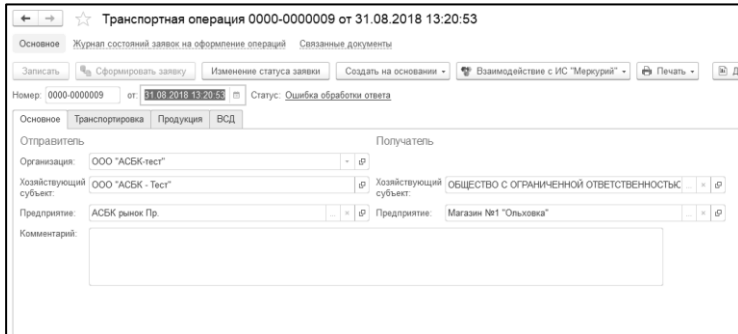 Транспортная операция 0000-0000009 от 31.08.2018 13:20:53
Основное Журнал состояний заявок на оформление операций Связанные документы
Записать Сформировать заявку Изменение статуса заявки Создать на основании Взаимодействие с ИС "Меркурий" Печать Д
Номер: 0000-0000009 от: 31.08.2018 13:20:53 Статус: Ошибка обработки ответа
Основное Транспортировка Продукция ВСД
Отправитель Получатель
Организация: ООО "АСБК-тест"
Хозяйствующий субъект: ООО "АСБК - Тест" Хозяйствующий субъект: ОБЩЕСТВО С ОГРАНИЧЕННОЙ ОТВЕТСТВЕННОСТЬЮ
Предприятие: АСБК рынок Пр. Предприятие: Магазин №1 "Ольховка"
Комментарий: